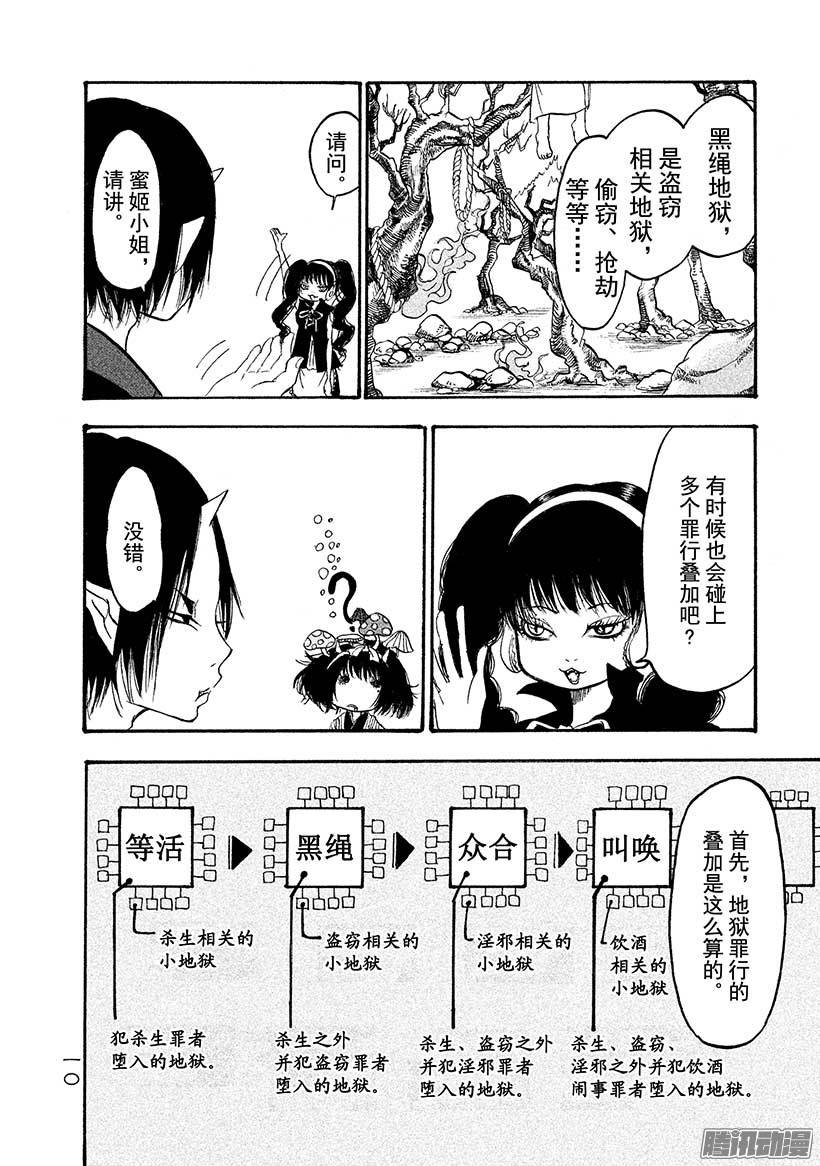 黑绳地狱，
是盗窃
相关地狱，
偷窃、抢劫
等等……
请问。
蜜姬小姐，
请讲。
有时候也会碰上
多个罪行叠加吧？
?
没错。
首先，地狱罪行的
叠加是这么算的。
等活
黑绳
众合
叫唤
杀生相关的
小地狱
盗窃相关的
小地狱
淫邪相关的
小地狱
饮酒
相关的
小地狱
犯杀生罪者
堕入的地狱。
杀生之外
并犯盗窃罪者
堕入的地狱。
杀生、盗窃之外
并犯淫邪罪者
堕入的地狱。
杀生、盗窃、
淫邪之外并犯饮酒
闹事罪者堕入的地狱。
一〇
腾讯动漫